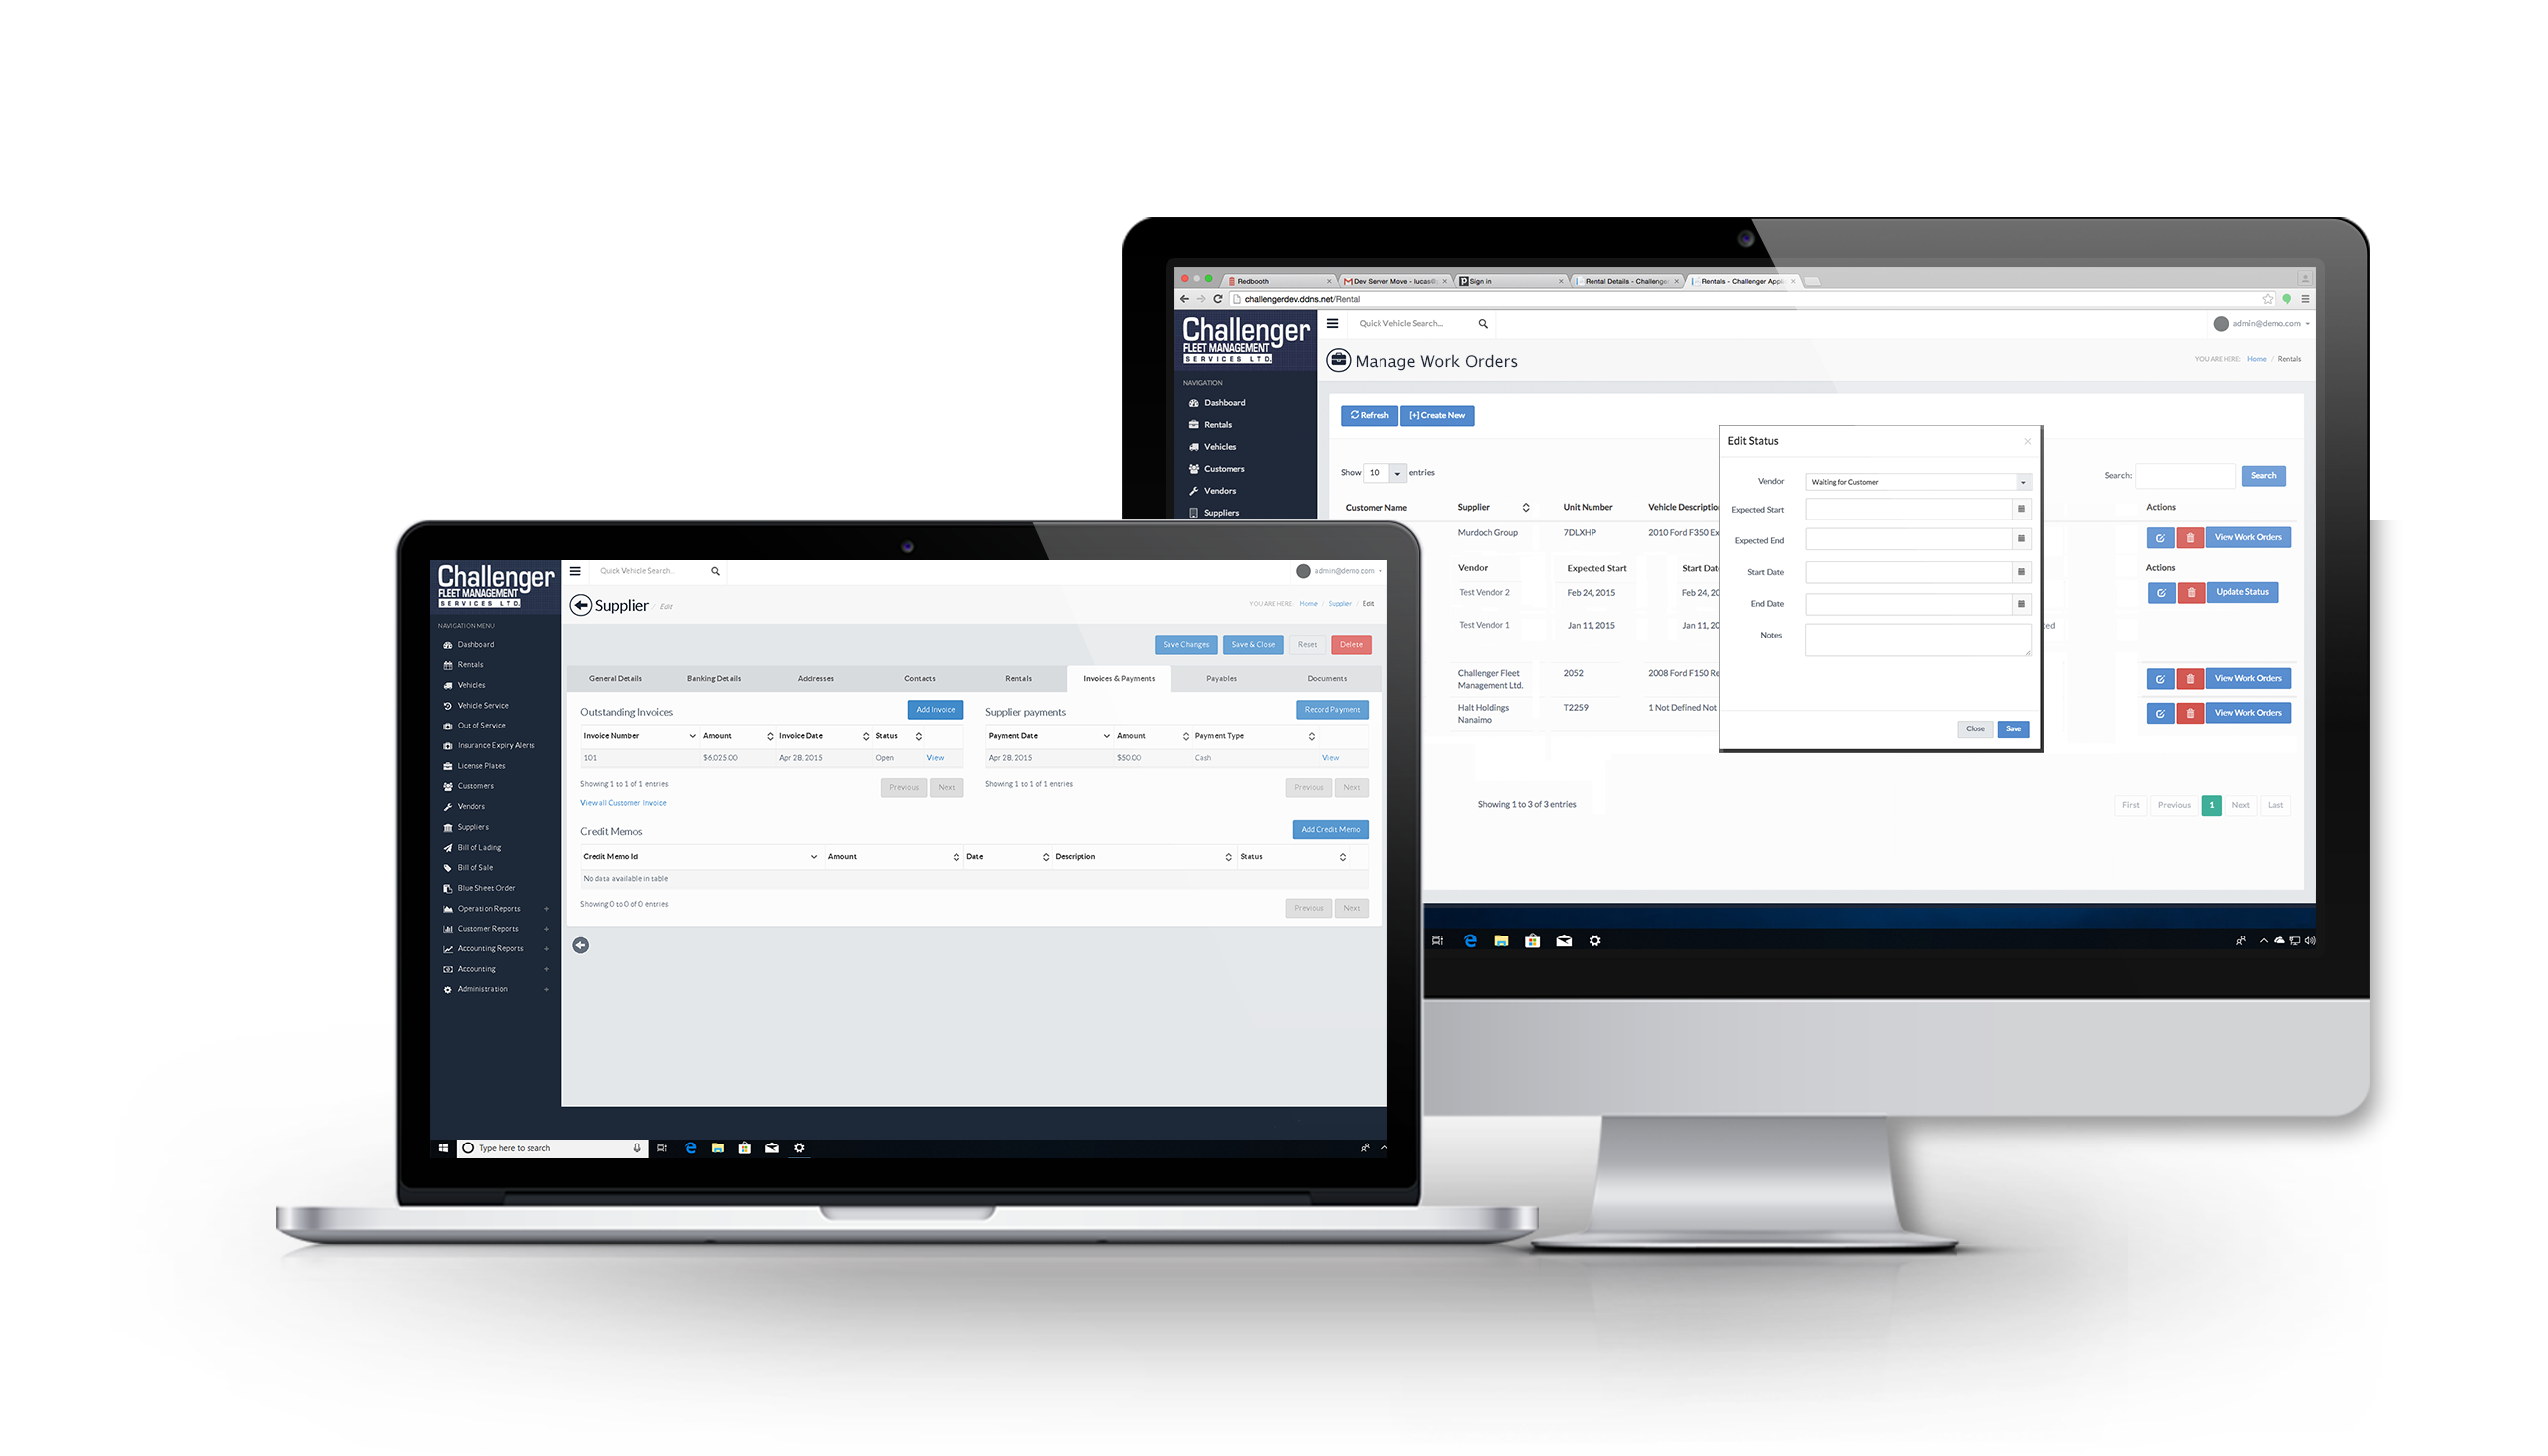 Redbooth
Dev Server Move - lucas@
Sign in
Rental Details - Challenge
Rentals - Challenger App
challengerdev.ddns.net/Rental
Challenger
FLEET MANAGEMENT
SERVICES LTD.
Quick Vehicle Search...
admin@demo.com
Manage Work Orders
YOU ARE HERE: Home / Rentals
NAVIGATION
Dashboard
Rentals
Vehicles
Customers
Vendors
Suppliers
Refresh
[+] Create New
Show 10 entries
Search:
Search
Customer Name Supplier Unit Number Vehicle Descriptio Actions
Murdoch Group 7DLXHP 2010 Ford F350 Ex View Work Orders
Vendor Expected Start Start Dat Actions
Test Vendor 2 Feb 24, 2015 Feb 24, 20 Update Status
Test Vendor 1 Jan 11, 2015 Jan 11, 20 ted
Challenger Fleet Management Ltd. 2052 2008 Ford F150 Re View Work Orders
Halt Holdings Nanaimo T2259 1 Not Defined Not View Work Orders
Showing 1 to 3 of 3 entries
First Previous 1 Next Last
Edit Status
Vendor Waiting for Customer
Expected Start
Expected End
Start Date
End Date
Notes
Close Save
Challenger
FLEET MANAGEMENT
SERVICES LTD.
Quick Vehicle Search...
admin@demo.com
Supplier / Edit
YOU ARE HERE: Home / Supplier / Edit
NAVIGATION MENU
Dashboard
Rentals
Vehicles
Vehicle Service
Out of Service
Insurance Expiry Alerts
License Plates
Customers
Vendors
Suppliers
Bill of Lading
Bill of Sale
Blue Sheet Order
Operation Reports +
Customer Reports +
Accounting Reports +
Accounting +
Administration +
Save Changes Save & Close Reset Delete
General Details Banking Details Addresses Contacts Rentals Invoices & Payments Payables Documents
Outstanding Invoices
Add Invoice
Invoice Number Amount Invoice Date Status
101 $6,025.00 Apr 28, 2015 Open View
Showing 1 to 1 of 1 entries
Previous Next
View all Customer Invoice
Supplier payments
Record Payment
Payment Date Amount Payment Type
Apr 28, 2015 $50.00 Cash View
Showing 1 to 1 of 1 entries
Previous Next
Credit Memos
Add Credit Memo
Credit Memo Id Amount Date Description Status
No data available in table
Showing 0 to 0 of 0 entries
Previous Next
Type here to search